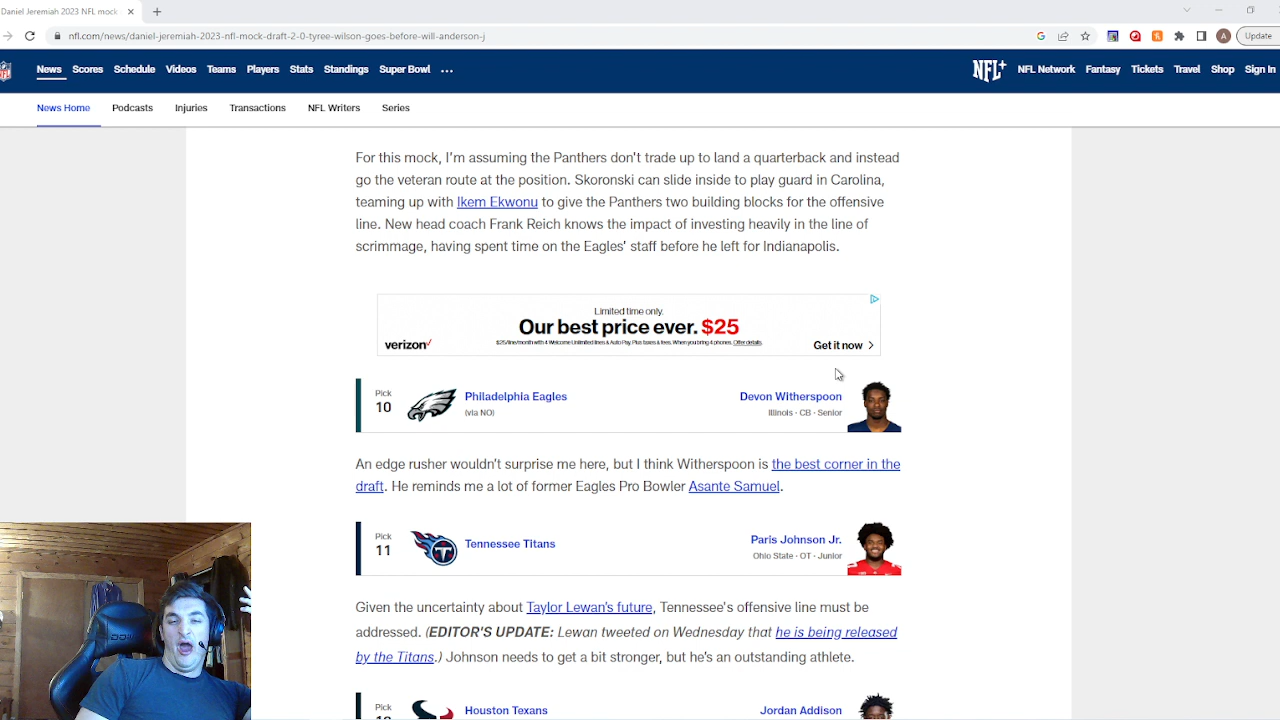 Daniel Jeremiah 2023 NFL mock
nfl.com/news/daniel-jeremiah-2023-nfl-mock-draft-2-0-tyree-wilson-goes-before-will-anderson-j
A
Update
News Scores Schedule Videos Teams Players Stats Standings Super Bowl ...
NFL+ NFL Network Fantasy Tickets Travel Shop Sign In
News Home Podcasts Injuries Transactions NFL Writers Series
For this mock, I'm assuming the Panthers don't trade up to land a quarterback and instead
go the veteran route at the position. Skoronski can slide inside to play guard in Carolina,
teaming up with Ikem Ekwonu to give the Panthers two building blocks for the offensive
line. New head coach Frank Reich knows the impact of investing heavily in the line of
scrimmage, having spent time on the Eagles' staff before he left for Indianapolis.
Limited time only.
Our best price ever. $25
$25/line/month with 4 Welcome Unlimited lines & Auto Pay. Plus taxes & fees. When you bring 4 phones. Offer details.
verizon
Get it now
Pick
10
Philadelphia Eagles
(via NO)
Devon Witherspoon
Illinois · CB · Senior
An edge rusher wouldn't surprise me here, but I think Witherspoon is the best corner in the
draft. He reminds me a lot of former Eagles Pro Bowler Asante Samuel.
Pick
11
Tennessee Titans
Paris Johnson Jr.
Ohio State · OT · Junior
Given the uncertainty about Taylor Lewan's future, Tennessee's offensive line must be
addressed. (EDITOR'S UPDATE: Lewan tweeted on Wednesday that he is being released
by the Titans.) Johnson needs to get a bit stronger, but he's an outstanding athlete.
Pick
Houston Texans
Jordan Addison